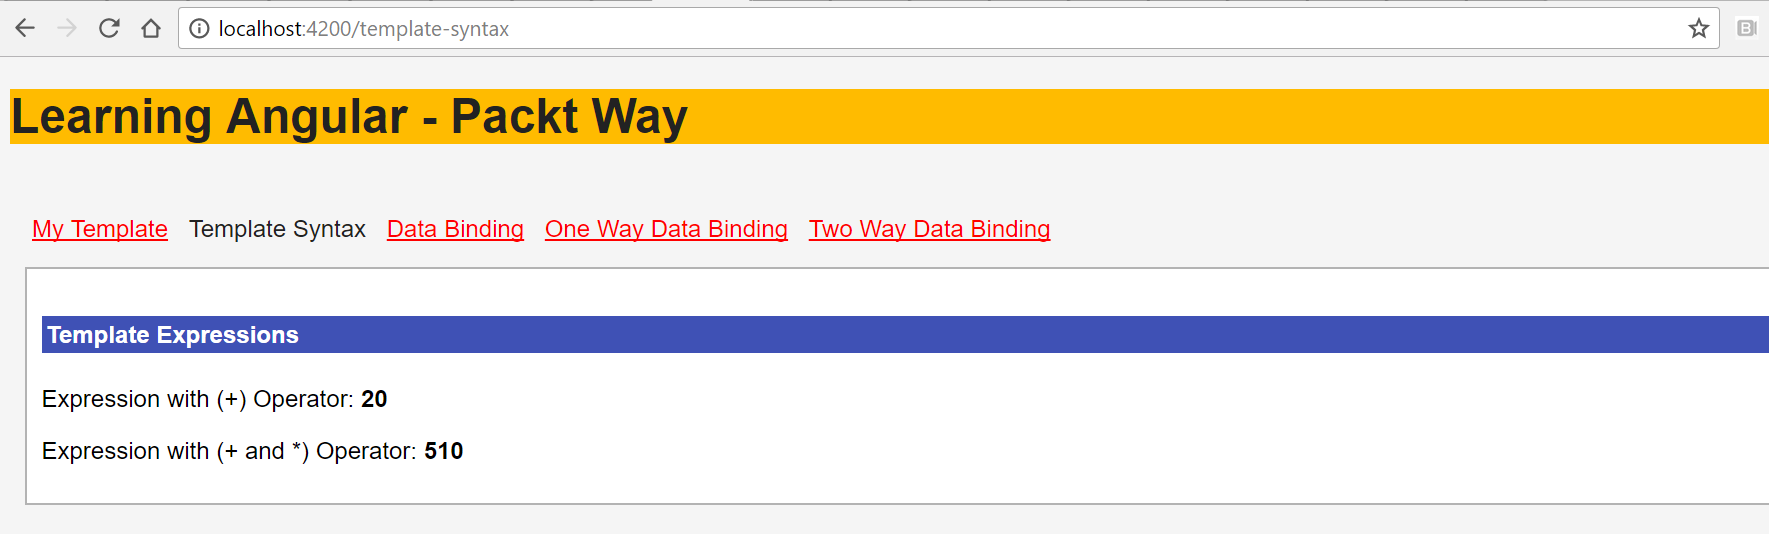 localhost:4200/template-syntax
Learning Angular - Packt Way
My Template Template Syntax Data Binding One Way Data Binding Two Way Data Binding
Template Expressions
Expression with (+) Operator: 20
Expression with (+ and *) Operator: 510